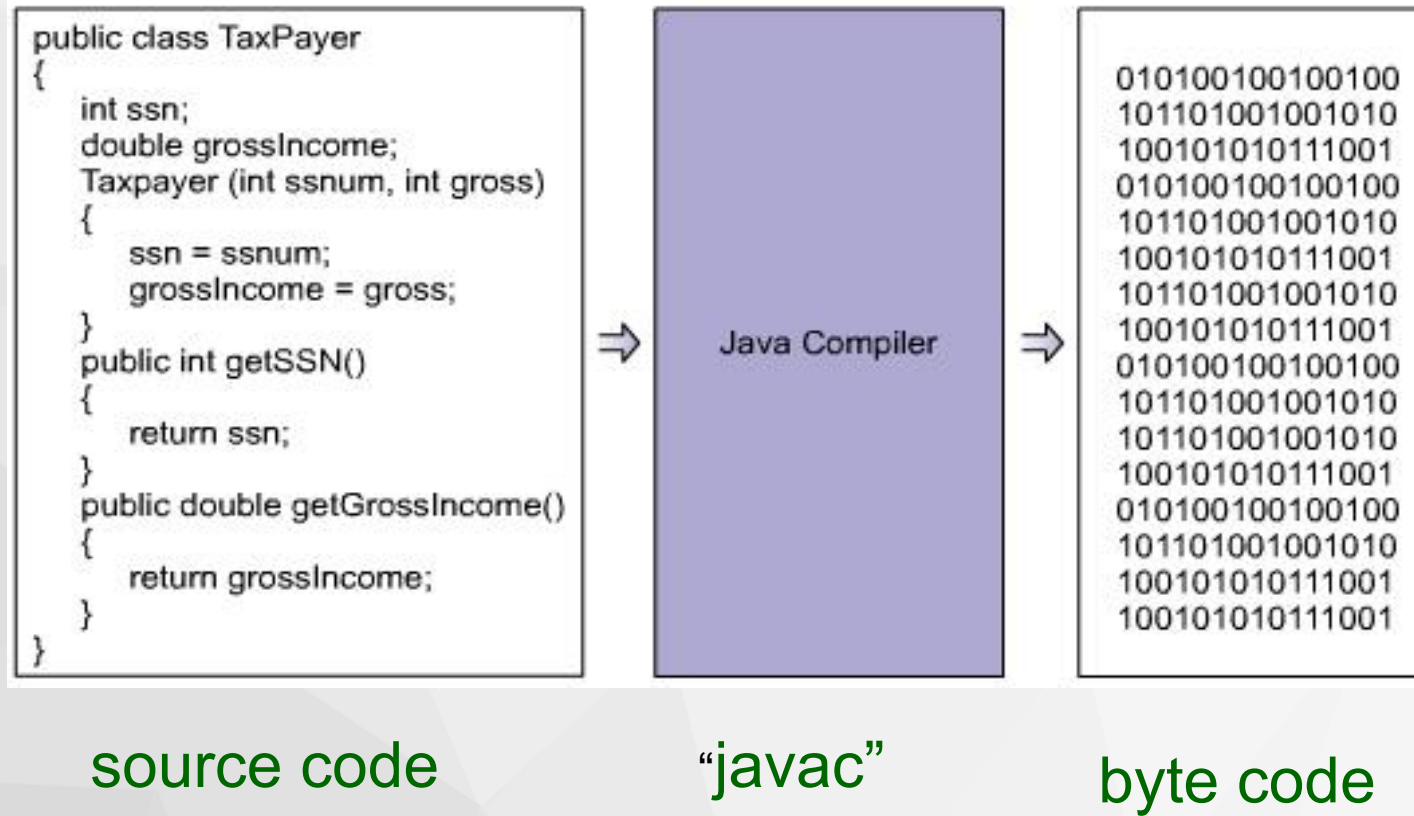 public class TaxPayer
{
int ssn;
double grossIncome;
Taxpayer (int ssnum, int gross)
{
ssn = ssnum;
grossIncome = gross;
}
public int getSSN()
{
return ssn;
}
public double getGrossIncome()
{
return grossIncome;
}
}
Java Compiler
010100100100100
101101001001010
100101010111001
010100100100100
101101001001010
100101010111001
101101001001010
100101010111001
010100100100100
101101001001010
101101001001010
100101010111001
010100100100100
101101001001010
100101010111001
100101010111001
source code
“javac”
byte code